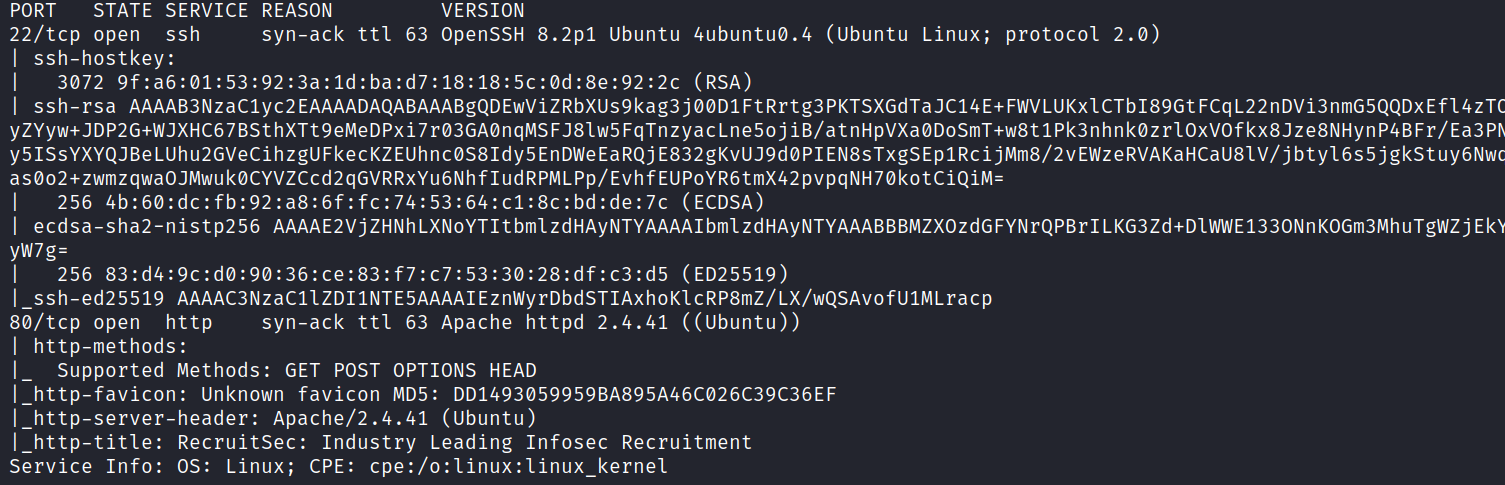 PORT   STATE SERVICE REASON         VERSION
22/tcp open  ssh     syn-ack ttl 63 OpenSSH 8.2p1 Ubuntu 4ubuntu0.4 (Ubuntu Linux; protocol 2.0)
| ssh-hostkey:
|   3072 9f:a6:01:53:92:3a:1d:ba:d7:18:18:5c:0d:8e:92:2c (RSA)
| ssh-rsa AAAAB3NzaC1yc2EAAAADAQABAAABgQDEwViZRbXUs9kag3j00D1FtRrtg3PKTSXGdTaJC14E+FWVLUKxlCTbI89GtFCqL22nDVi3nmG5QQDxEfl4zTO
yZYyw+JDP2G+WJXHC67BSthXTt9eMeDPxi7r03GA0nqMSFJ8lw5FqTnzyacLne5ojiB/atnHpVXa0DoSmT+w8t1Pk3nhnk0zrlOxVOfkx8Jze8NHynP4BFr/Ea3PN
y5ISsYXYQJBeLUhu2GVeCihzgUFkecKZEUhnc0S8Idy5EnDWeEaRQjE832gKvUJ9d0PIEN8sTxgSEp1RcijMm8/2vEWzeRVAKaHCaU8lV/jbtyl6s5jgkStuy6Nwd
as0o2+zwmzqwaOJMwuk0CYVZCcd2qGVRRxYu6NhfIudRPMLPp/EvhfEUPoYR6tmX42pvpqNH70kotCiQiM=
|   256 4b:60:dc:fb:92:a8:6f:fc:74:53:64:c1:8c:bd:de:7c (ECDSA)
| ecdsa-sha2-nistp256 AAAAE2VjZHNhLXNoYTItbmlzdHAyNTYAAAAIbmlzdHAyNTYAAABBBMZXOzdGFYNrQPBrILKG3Zd+DlWWE133ONnKOGm3MhuTgWZjEkY
yW7g=
|   256 83:d4:9c:d0:90:36:ce:83:f7:c7:53:30:28:df:c3:d5 (ED25519)
|_ssh-ed25519 AAAAC3NzaC1lZDI1NTE5AAAAIEznWyrDbdSTIAxhoKlcRP8mZ/LX/wQSAvofU1MLracp
80/tcp open  http    syn-ack ttl 63 Apache httpd 2.4.41 ((Ubuntu))
| http-methods:
|_  Supported Methods: GET POST OPTIONS HEAD
|_http-favicon: Unknown favicon MD5: DD1493059959BA895A46C026C39C36EF
|_http-server-header: Apache/2.4.41 (Ubuntu)
|_http-title: RecruitSec: Industry Leading Infosec Recruitment
Service Info: OS: Linux; CPE: cpe:/o:linux:linux_kernel